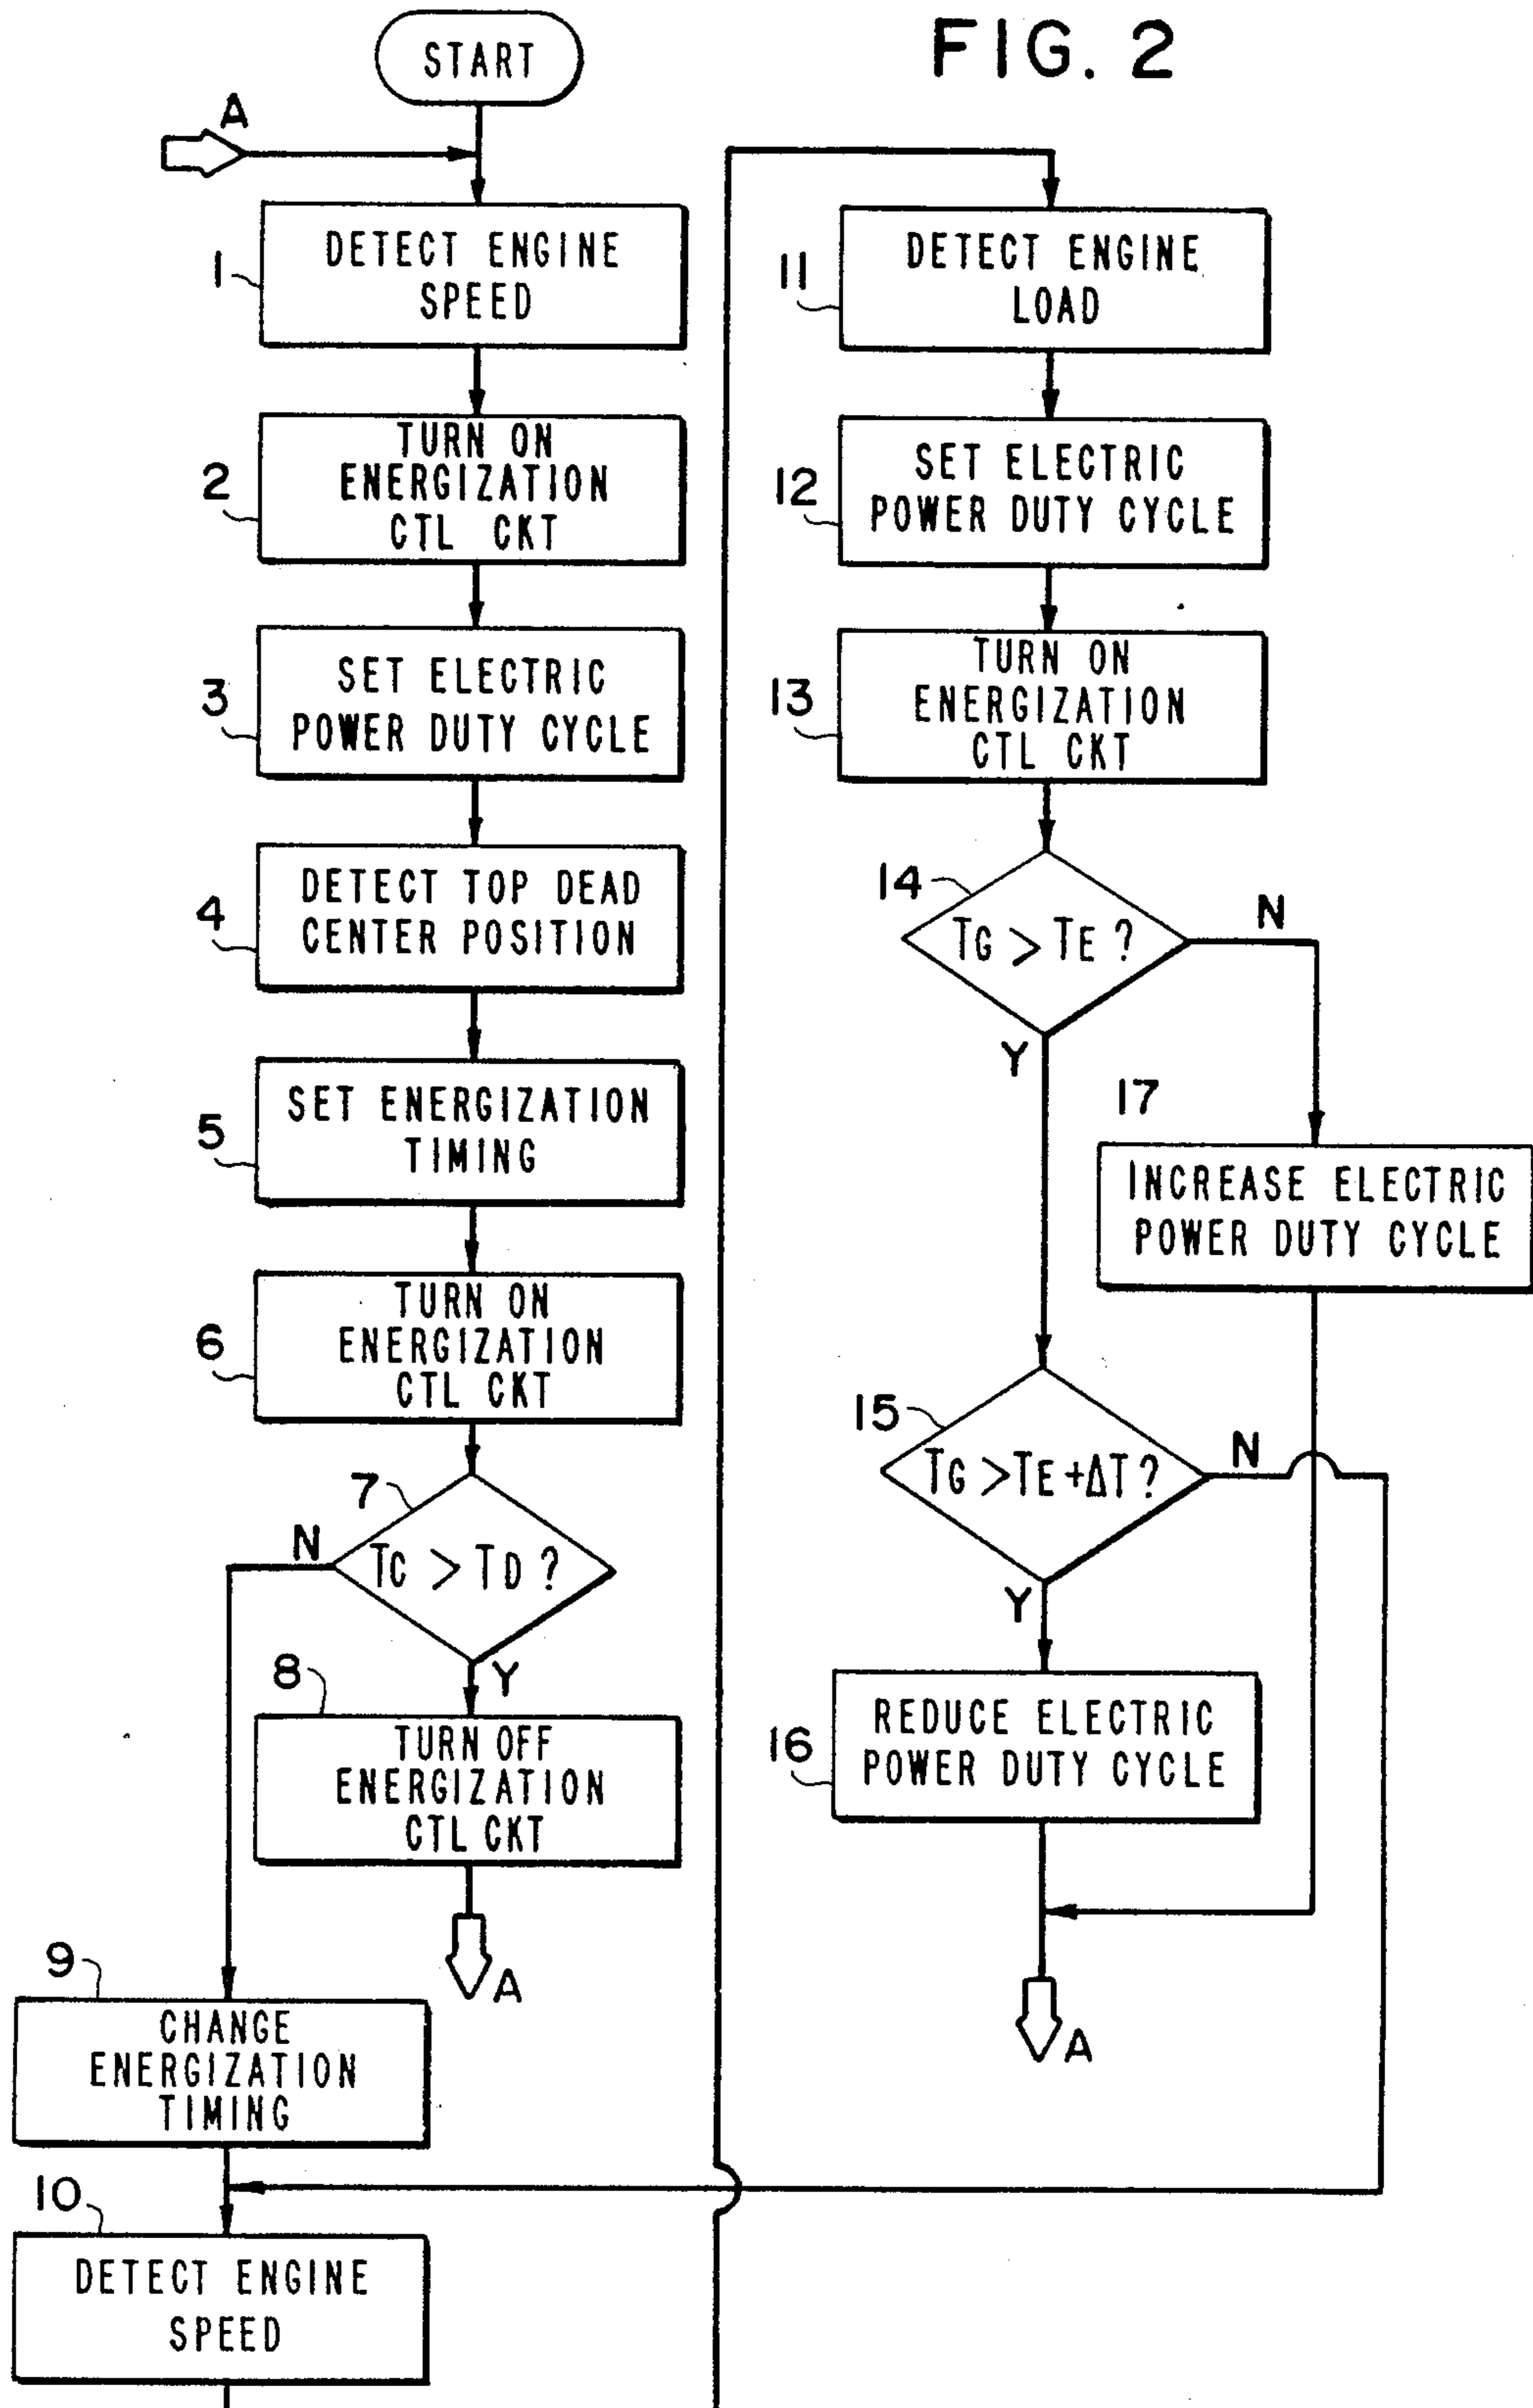 FIG. 2
START
A
1
DETECT ENGINE
SPEED
2
TURN ON
ENERGIZATION
CTL CKT
3
SET ELECTRIC
POWER DUTY CYCLE
4
DETECT TOP DEAD
CENTER POSITION
5
SET ENERGIZATION
TIMING
6
TURN ON
ENERGIZATION
CTL CKT
7
TC > TD ?
N
Y
8
TURN OFF
ENERGIZATION
CTL CKT
A
9
CHANGE
ENERGIZATION
TIMING
10
DETECT ENGINE
SPEED
11
DETECT ENGINE
LOAD
12
SET ELECTRIC
POWER DUTY CYCLE
13
TURN ON
ENERGIZATION
CTL CKT
14
TG > TE ?
N
Y
17
INCREASE ELECTRIC
POWER DUTY CYCLE
15
TG > TE + ΔT ?
N
Y
16
REDUCE ELECTRIC
POWER DUTY CYCLE
A